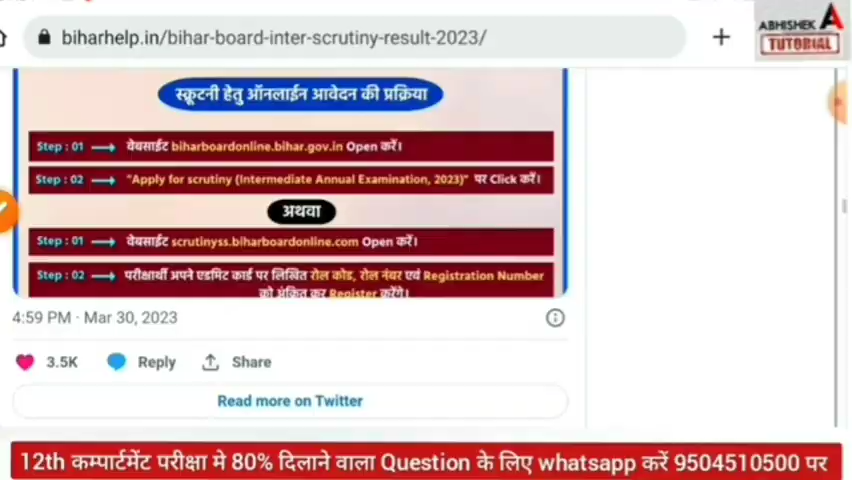 biharhelp.in/bihar-board-inter-scrutiny-result-2023/
ABHISHEK A
TUTORIAL
स्क्रूटनी हेतु ऑनलाईन आवेदन की प्रक्रिया
Step : 01 → वेबसाईट biharboardonline.bihar.gov.in Open करें।
Step : 02 → "Apply for scrutiny (Intermediate Annual Examination, 2023)" पर Click करें।
अथवा
Step : 01 → वेबसाईट scrutinyss.biharboardonline.com Open करें।
Step : 02 → परीक्षार्थी अपने एडमिट कार्ड पर लिखित रोल कोड, रोल नंबर एवं Registration Number
को अंकित कर Register करेंगे।
4:59 PM · Mar 30, 2023
3.5K Reply Share
Read more on Twitter
12th कम्पार्टमेंट परीक्षा मे 80% दिलाने वाला Question के लिए whatsapp करें 9504510500 पर